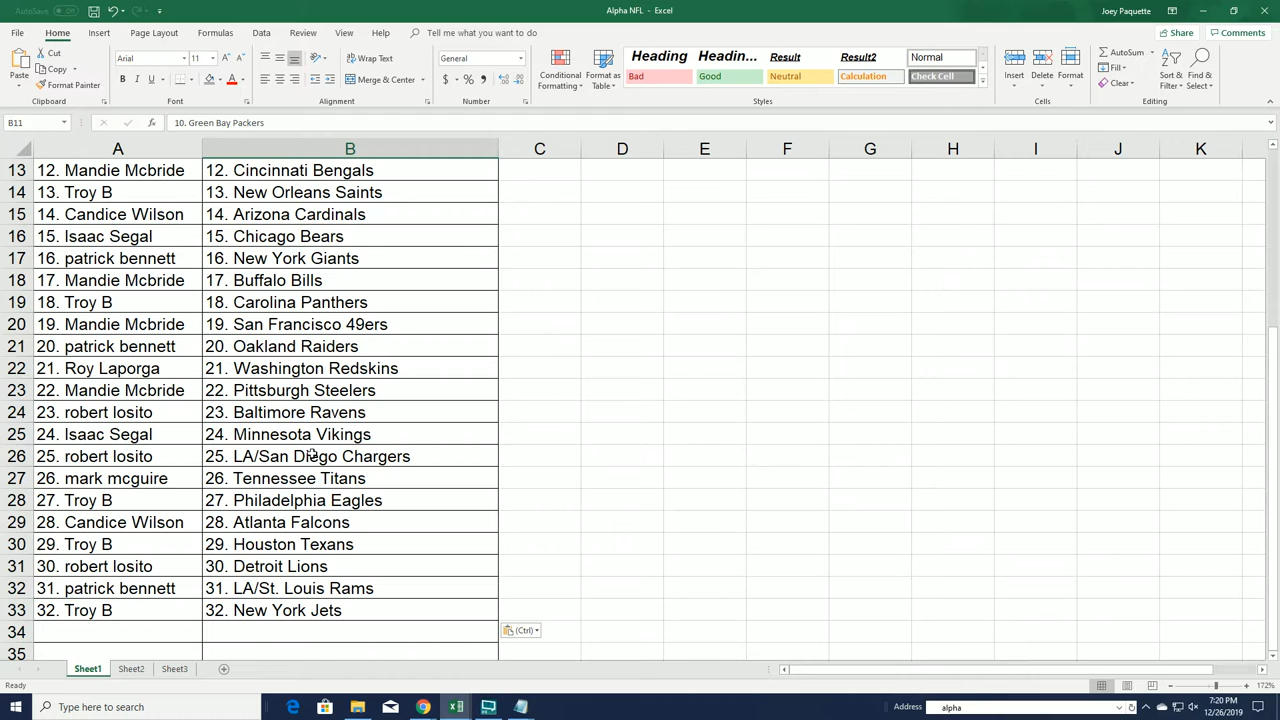 AutoSave Off
Alpha NFL - Excel
Joey Paquette
File Home Insert Page Layout Formulas Data Review View Help Tell me what you want to do Share Comments
Paste Cut Copy Format Painter
Arial 11
B I U
Wrap Text
Merge & Center
General
$ % ,
Conditional Formatting Format as Table
Heading Headin... Result Result2 Normal
Bad Good Neutral Calculation Check Cell
Insert Delete Format
AutoSum Fill Clear
Sort & Filter Find & Select
Clipboard Font Alignment Number Styles Cells Editing
B11 fx 10. Green Bay Packers
A B C D E F G H I J K
13 12. Mandie Mcbride 12. Cincinnati Bengals
14 13. Troy B 13. New Orleans Saints
15 14. Candice Wilson 14. Arizona Cardinals
16 15. Isaac Segal 15. Chicago Bears
17 16. patrick bennett 16. New York Giants
18 17. Mandie Mcbride 17. Buffalo Bills
19 18. Troy B 18. Carolina Panthers
20 19. Mandie Mcbride 19. San Francisco 49ers
21 20. patrick bennett 20. Oakland Raiders
22 21. Roy Laporga 21. Washington Redskins
23 22. Mandie Mcbride 22. Pittsburgh Steelers
24 23. robert losito 23. Baltimore Ravens
25 24. Isaac Segal 24. Minnesota Vikings
26 25. robert losito 25. LA/San Diego Chargers
27 26. mark mcguire 26. Tennessee Titans
28 27. Troy B 27. Philadelphia Eagles
29 28. Candice Wilson 28. Atlanta Falcons
30 29. Troy B 29. Houston Texans
31 30. robert losito 30. Detroit Lions
32 31. patrick bennett 31. LA/St. Louis Rams
33 32. Troy B 32. New York Jets
34 (Ctrl)
35
Sheet1 Sheet2 Sheet3
Ready 172%
Type here to search Address alpha 7:20 PM
12/26/2019